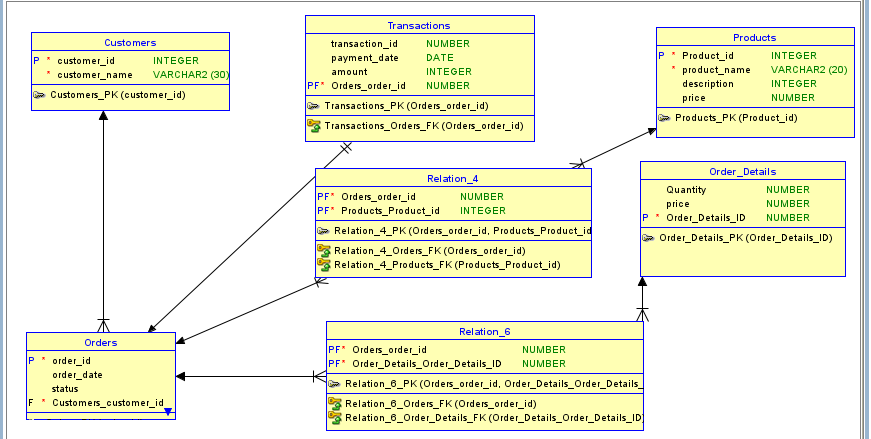 Customers
P * customer_id INTEGER
* customer_name VARCHAR2 (30)
Customers_PK (customer_id)
Transactions
transaction_id NUMBER
payment_date DATE
amount INTEGER
PF* Orders_order_id NUMBER
Transactions_PK (Orders_order_id)
Transactions_Orders_FK (Orders_order_id)
Products
P * Product_id INTEGER
* product_name VARCHAR2 (20)
description INTEGER
price NUMBER
Products_PK (Product_id)
Relation_4
PF* Orders_order_id NUMBER
PF* Products_Product_id INTEGER
Relation_4_PK (Orders_order_id, Products_Product_id
Relation_4_Orders_FK (Orders_order_id)
Relation_4_Products_FK (Products_Product_id)
Order_Details
Quantity NUMBER
price NUMBER
P * Order_Details_ID NUMBER
Order_Details_PK (Order_Details_ID)
Orders
P * order_id
order_date
status
F * Customers_customer_id
Relation_6
PF* Orders_order_id NUMBER
PF* Order_Details_Order_Details_ID NUMBER
Relation_6_PK (Orders_order_id, Order_Details_Order_Details_
Relation_6_Orders_FK (Orders_order_id)
Relation_6_Order_Details_FK (Order_Details_Order_Details_ID)